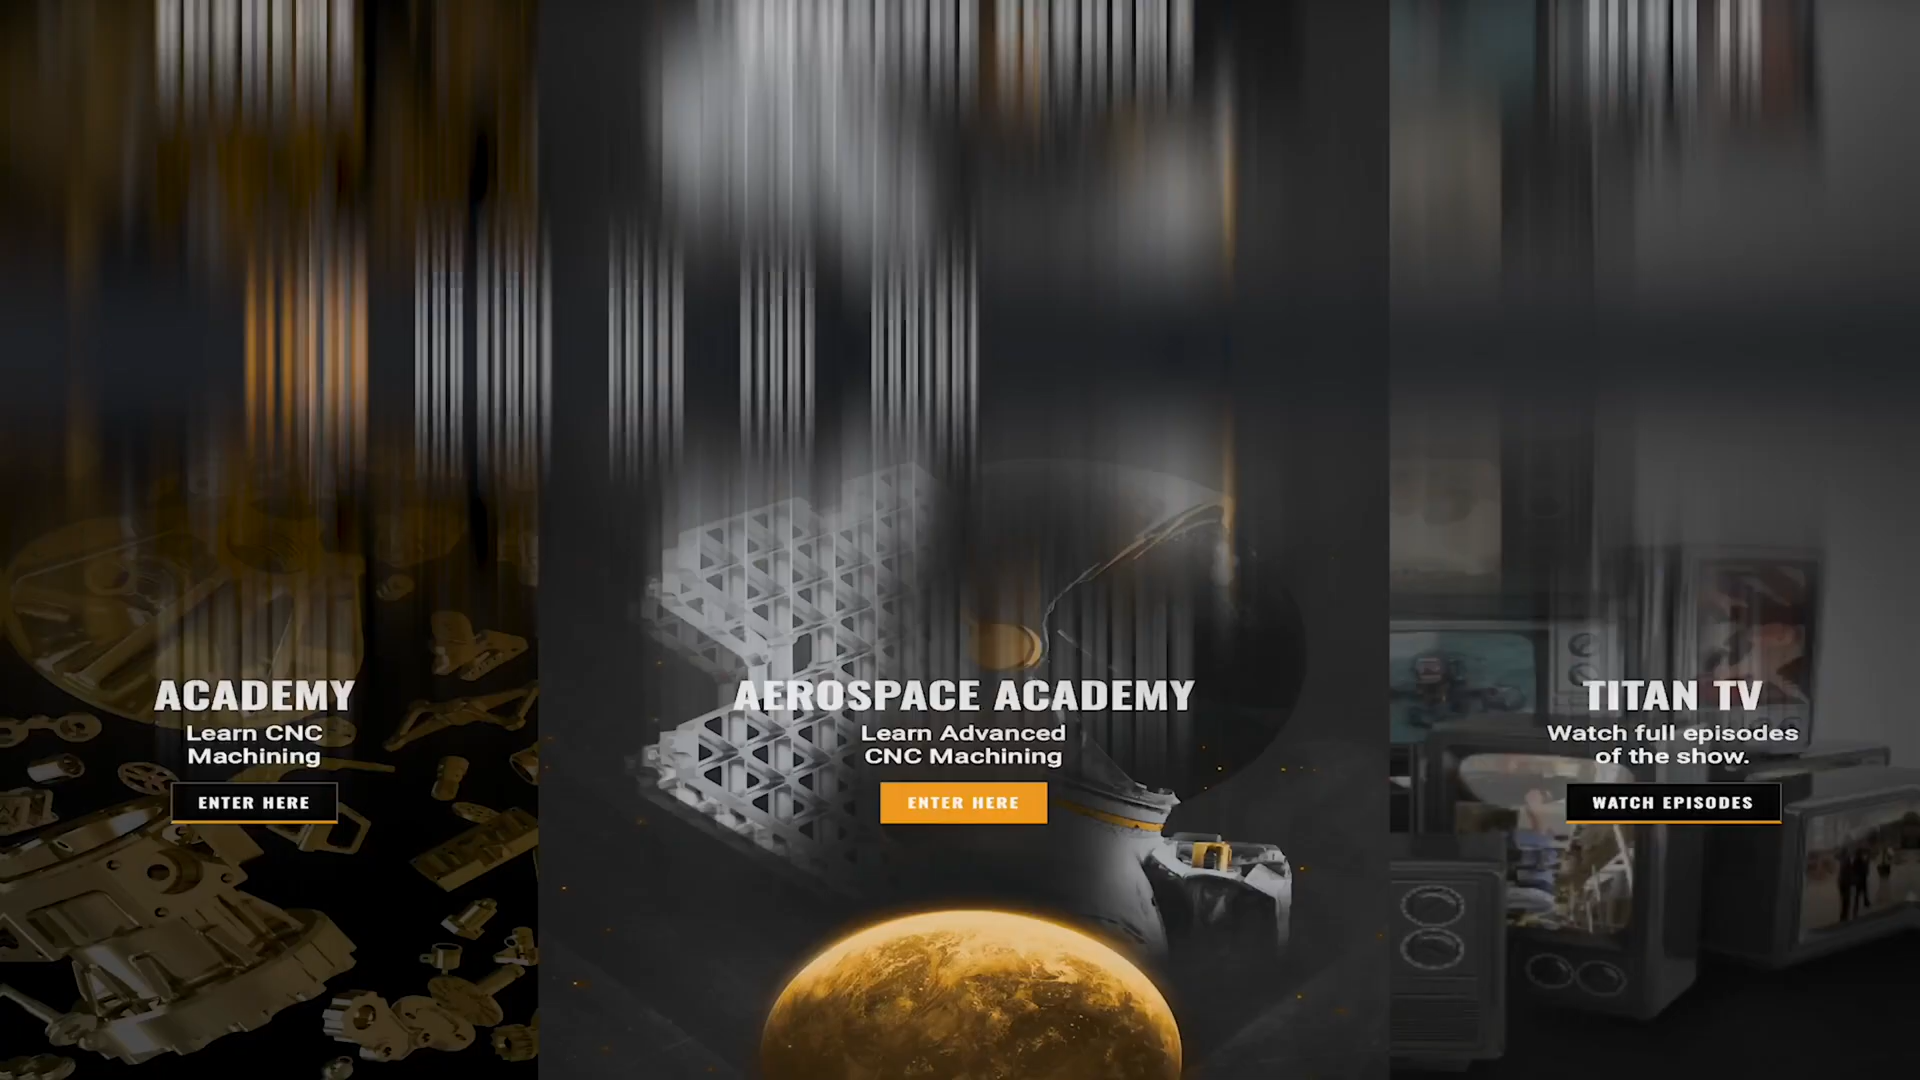 ACADEMY
Learn CNC
Machining
ENTER HERE
AEROSPACE ACADEMY
Learn Advanced
CNC Machining
ENTER HERE
TITAN TV
Watch full episodes
of the show.
WATCH EPISODES